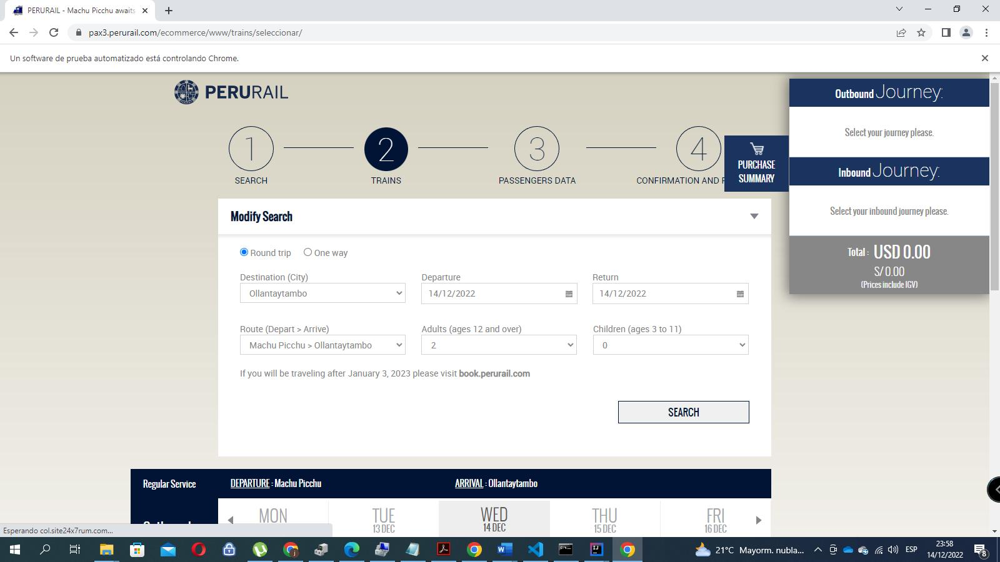 PERURAIL - Machu Picchu awaits
pax3.perurail.com/ecommerce/www/trains/seleccionar/
Un software de prueba automatizado está controlando Chrome.
PERURAIL
1
2
3
4
SEARCH
TRAINS
PASSENGERS DATA
CONFIRMATION AND
PURCHASE
SUMMARY
Outbound Journey:
Select your journey please.
Inbound Journey:
Select your inbound journey please.
Total : USD 0.00
S/ 0.00
(Prices include IGV)
Modify Search
Round trip
One way
Destination (City)
Departure
Return
Ollantaytambo
14/12/2022
14/12/2022
Route (Depart > Arrive)
Adults (ages 12 and over)
Children (ages 3 to 11)
Machu Picchu > Ollantaytambo
2
0
If you will be traveling after January 3, 2023 please visit book.perurail.com
SEARCH
Regular Service
DEPARTURE : Machu Picchu
ARRIVAL : Ollantaytambo
MON
TUE
13 DEC
WED
14 DEC
THU
15 DEC
FRI
16 DEC
Esperando col.site24x7rum.com...
21°C Mayorm. nubla...
ESP
23:58
14/12/2022
8